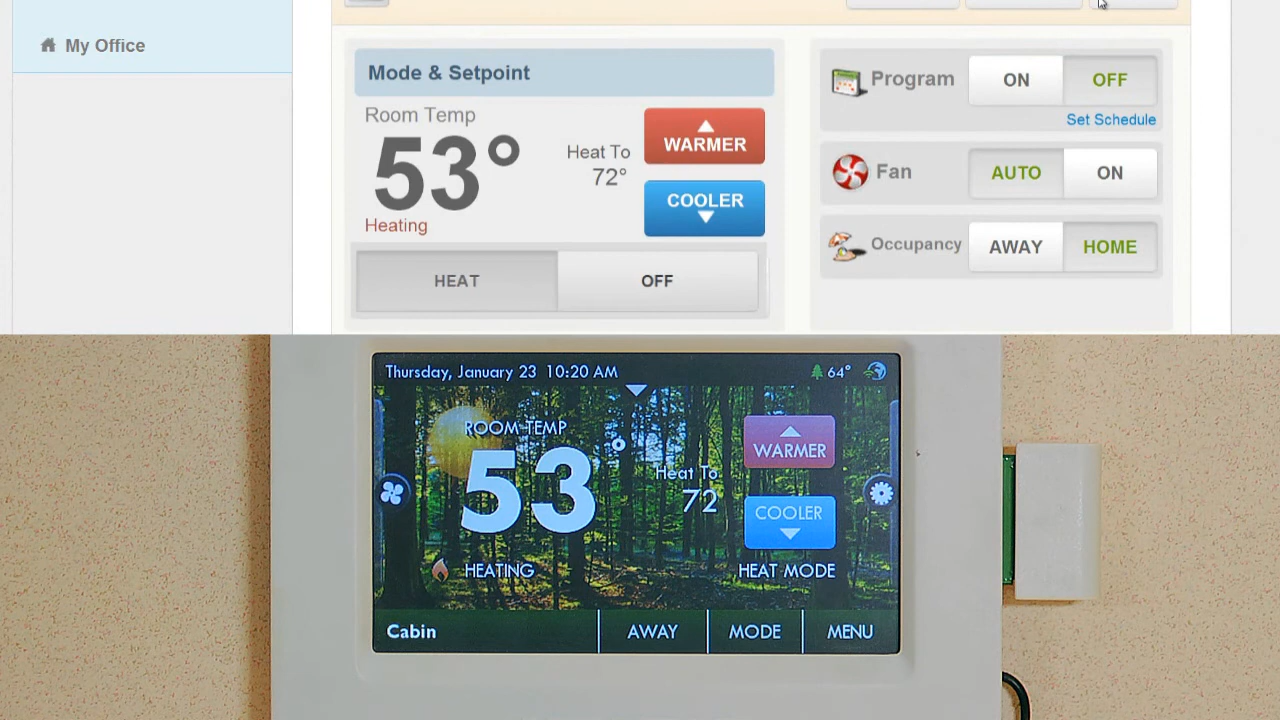 My Office
Mode & Setpoint
Room Temp
53°
Heating
Heat To
72°
WARMER
COOLER
HEAT
OFF
Program
ON
OFF
Set Schedule
Fan
AUTO
ON
Occupancy
AWAY
HOME
Thursday, January 23 10:20 AM
64°
ROOM TEMP
53°
HEATING
Heat To
72
WARMER
COOLER
HEAT MODE
Cabin
AWAY
MODE
MENU